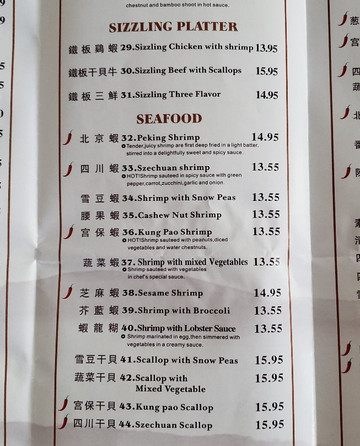 chestnut and bamboo shoot in hot sauce.
SIZZLING PLATTER
鐵板鷄蝦 29.Sizzling Chicken with shrimp 13.95
鐵板干貝牛 30.Sizzling Beef with Scallops 15.95
鐵板三鮮 31.Sizzling Three Flavor 14.95
SEAFOOD
北京蝦 32.Peking Shrimp 14.95
Tander,juicy shrimp are first deep fried in a light battar,
stirred into a delightfully sweet and spicy sauce.
四川蝦 33.Szechuan shrimp 13.55
HOT!Shrimp sauteed in spicy sauce with green
pepper,carrot,zucchini,garlic and onion.
雪豆蝦 34.Shrimp with Snow Peas 13.55
腰果蝦 35.Cashew Nut Shrimp 13.55
宮保蝦 36.Kung Pao Shrimp 13.55
HOT!Shrimp sauteed with peanuts,diced
vegetables and water chestnuts.
蔬菜蝦 37.Shrimp with mixed Vegetables 13.55
Shrimp sauteed with vegetables
in chef's special sauce.
芝麻蝦 38.Sesame Shrimp 14.95
芥藍蝦 39.Shrimp with Broccoli 13.55
蝦龍糊 40.Shrimp with Lobster Sauce 13.55
Shrimp marinated in egg,then simmered with
vegetables in a creamy sauce.
雪豆干貝 41.Scallop with Snow Peas 15.95
蔬菜干貝 42.Scallop with 15.95
Mixed Vegetable
宮保干貝 43.Kung pao Scallop 15.95
四川干貝 44.Szechuan Scallop 15.95